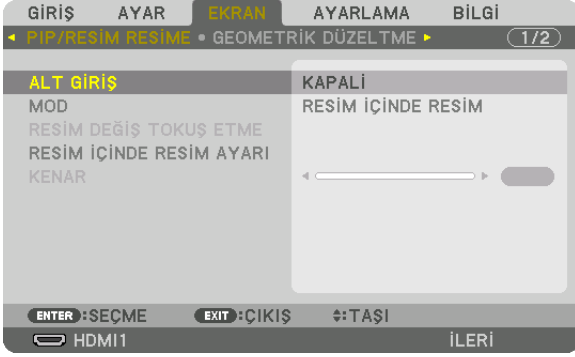 GİRİŞ AYAR EKRAN AYARLAMA BİLGİ
PIP/RESİM RESİME • GEOMETRİK DÜZELTME 1/2
ALT GİRİŞ KAPALI
MOD RESİM İÇİNDE RESİM
RESİM DEĞİŞ TOKUŞ ETME
RESİM İÇİNDE RESİM AYARI
KENAR
ENTER :SEÇME EXIT :ÇIKIŞ :TAŞI
HDMI1 İLERİ